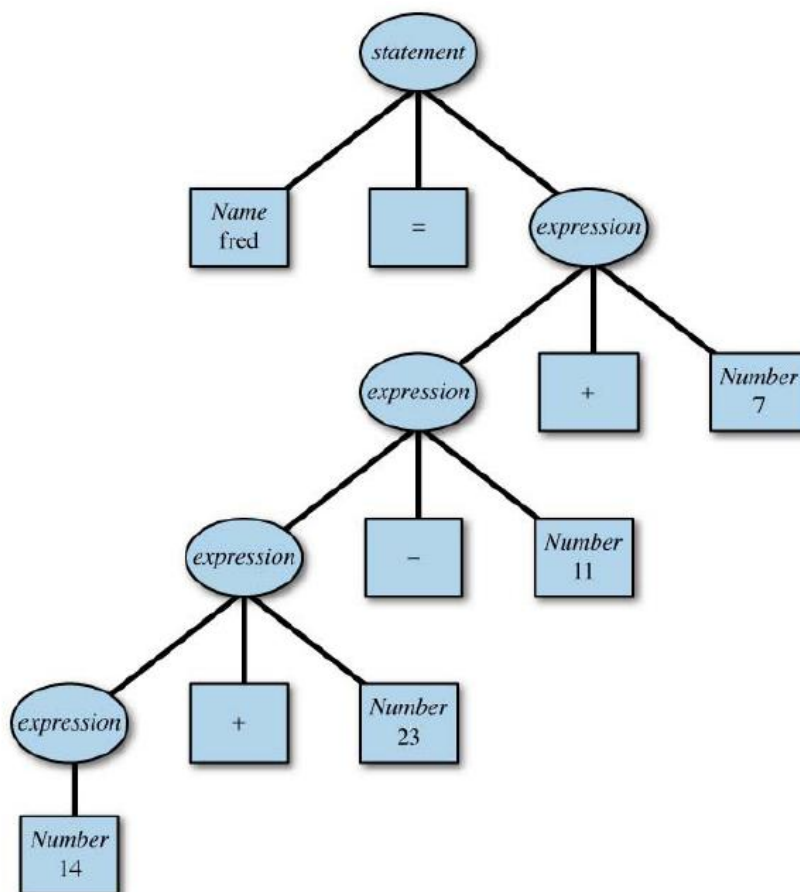 statement
Name
fred
=
expression
expression
+
Number
7
expression
–
Number
11
expression
+
Number
23
Number
14